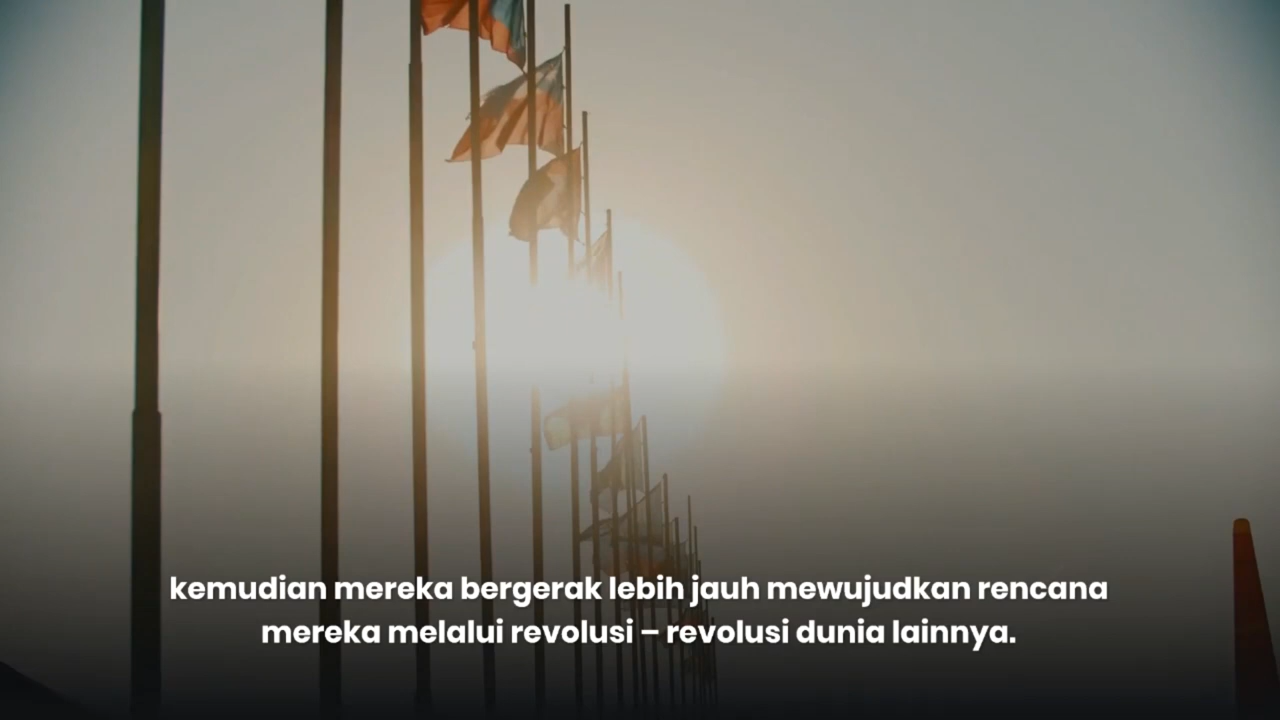 kemudian mereka bergerak lebih jauh mewujudkan rencana
mereka melalui revolusi – revolusi dunia lainnya.